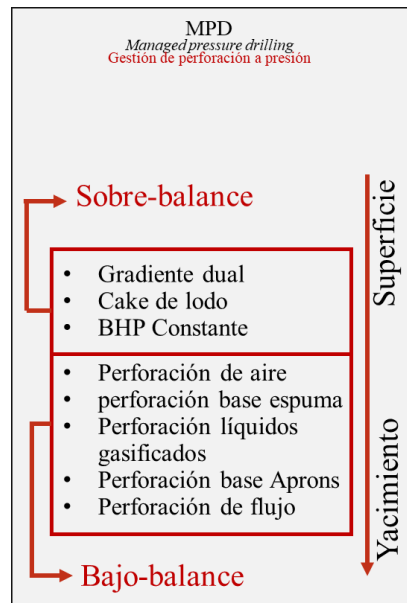 MPD
Managed pressure drilling
Gestión de perforación a presión
Sobre-balance
• Gradiente dual
• Cake de lodo
• BHP Constante
• Perforación de aire
• perforación base espuma
• Perforación líquidos
gasificados
• Perforación base Aprons
• Perforación de flujo
Bajo-balance
Superficie
Yacimiento